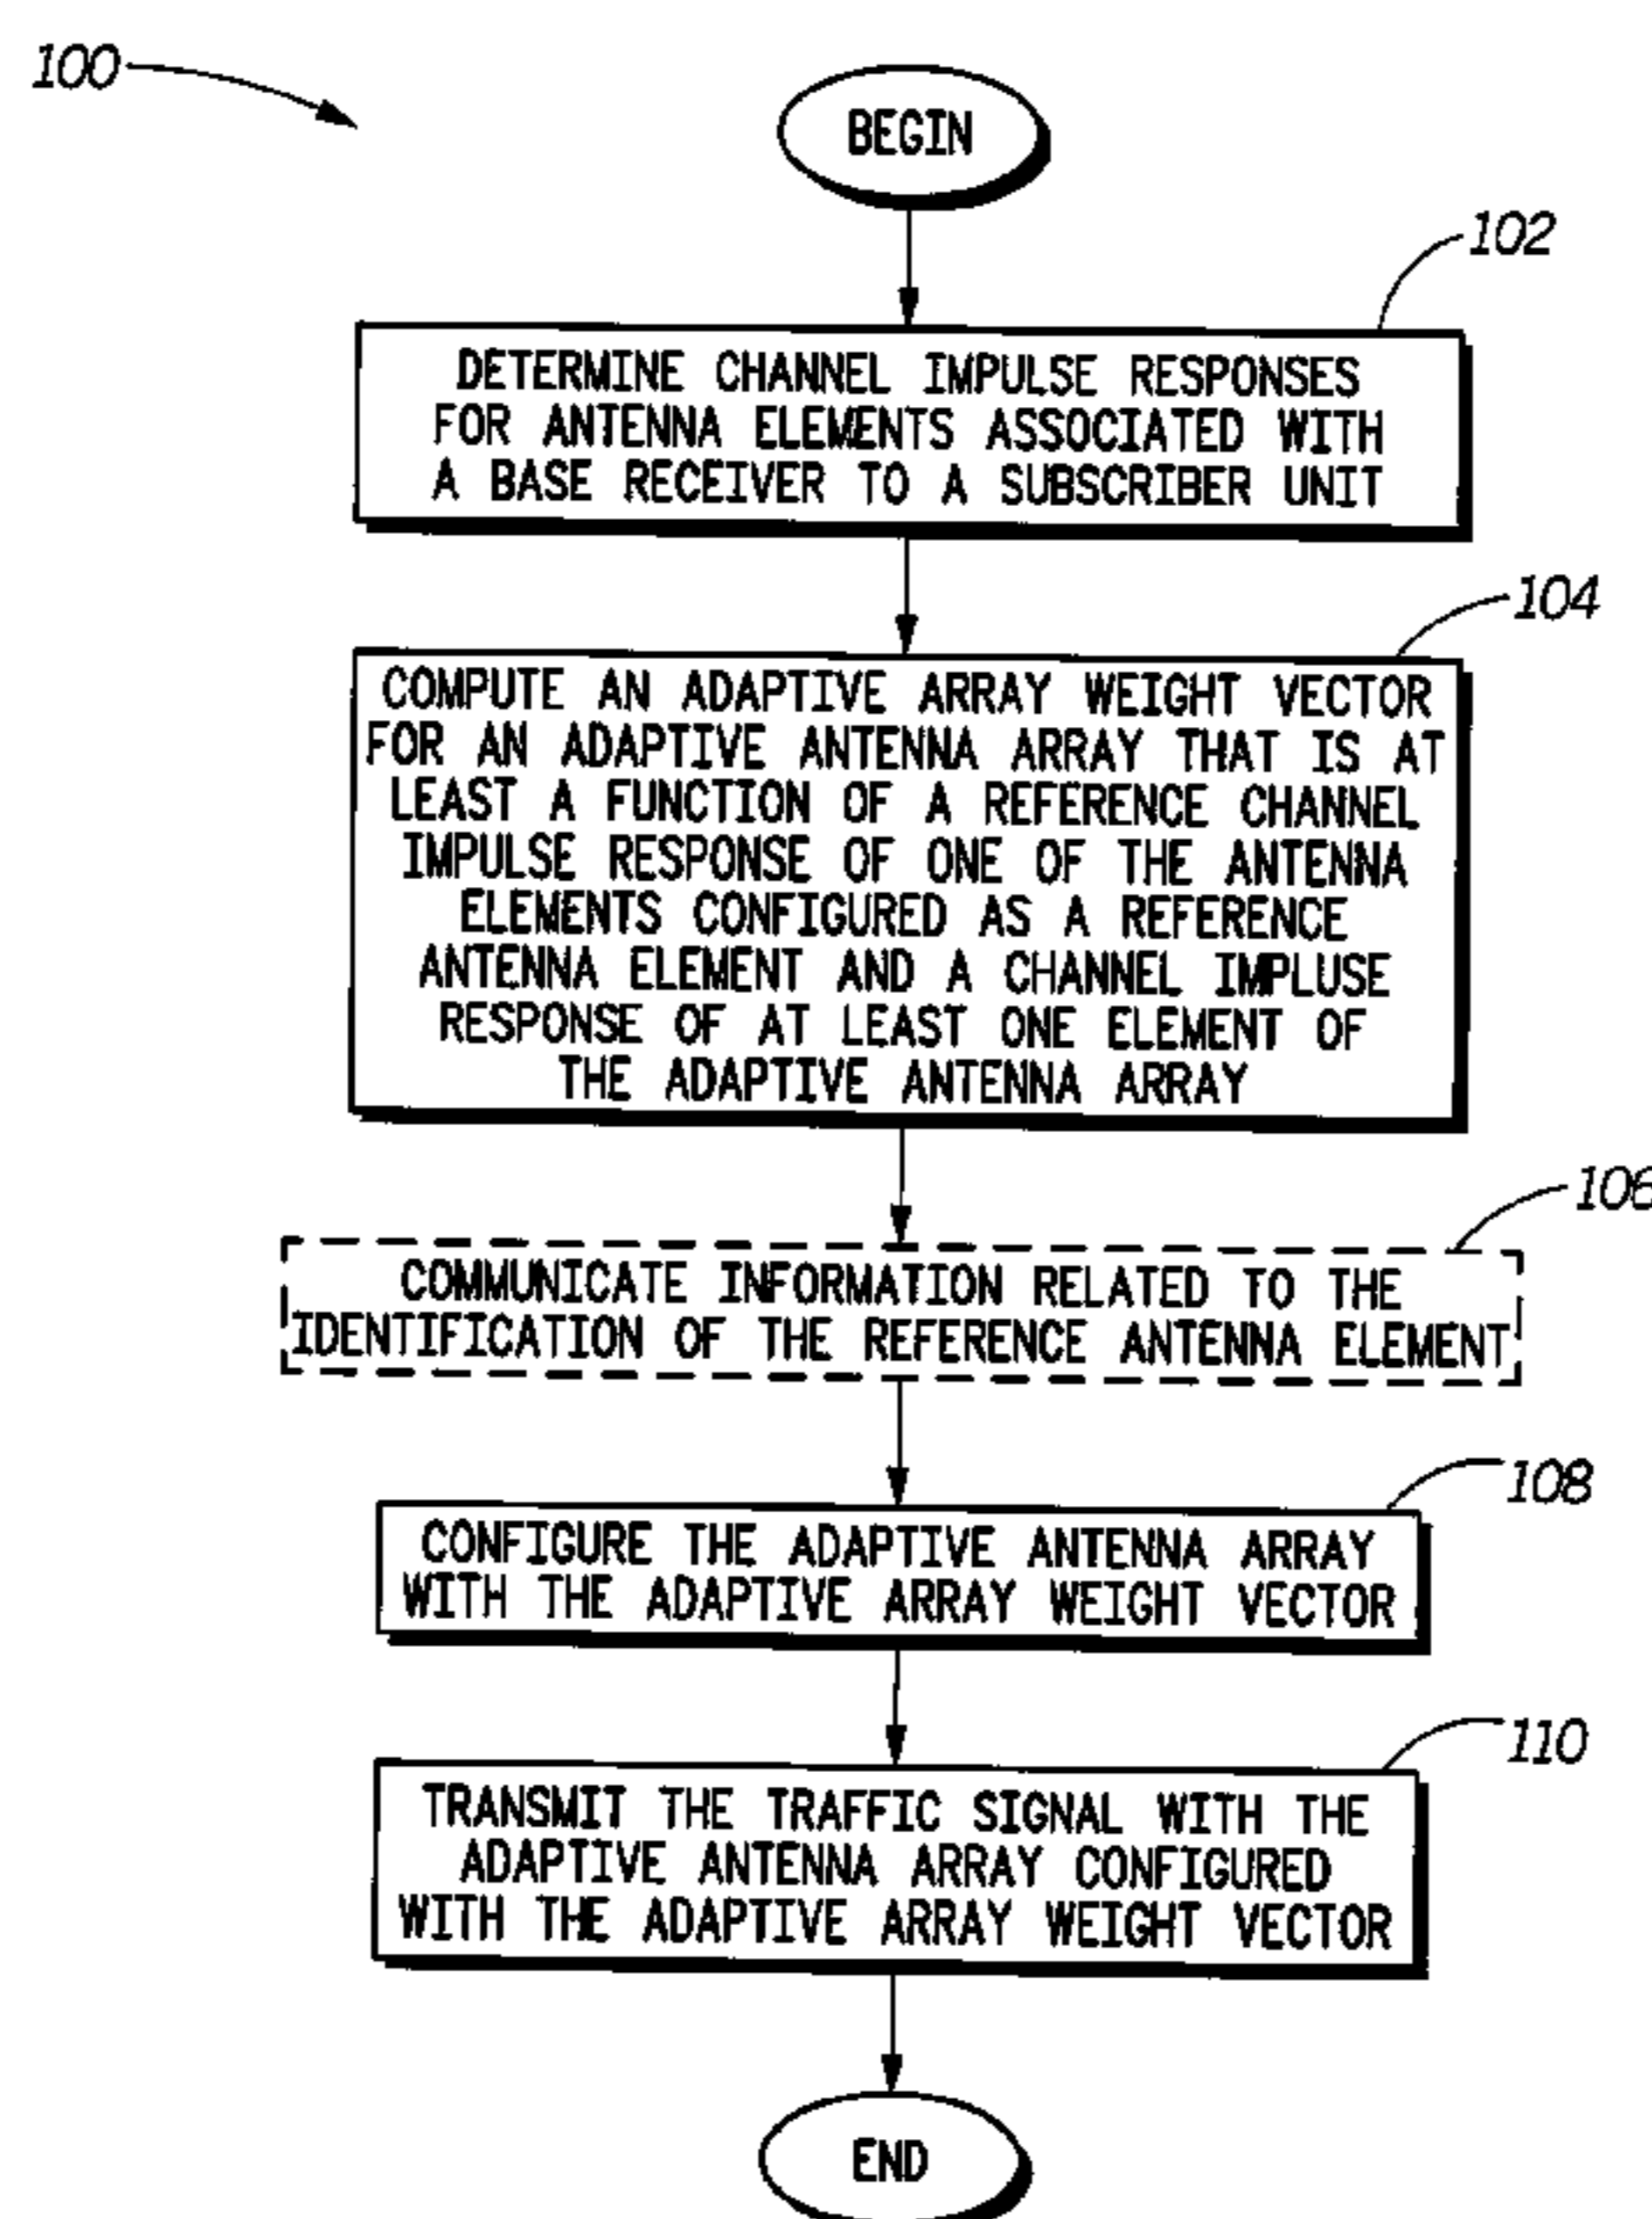 100
BEGIN
102
DETERMINE CHANNEL IMPULSE RESPONSES
FOR ANTENNA ELEMENTS ASSOCIATED WITH
A BASE RECEIVER TO A SUBSCRIBER UNIT
104
COMPUTE AN ADAPTIVE ARRAY WEIGHT VECTOR
FOR AN ADAPTIVE ANTENNA ARRAY THAT IS AT
LEAST A FUNCTION OF A REFERENCE CHANNEL
IMPULSE RESPONSE OF ONE OF THE ANTENNA
ELEMENTS CONFIGURED AS A REFERENCE
ANTENNA ELEMENT AND A CHANNEL IMPLUSE
RESPONSE OF AT LEAST ONE ELEMENT OF
THE ADAPTIVE ANTENNA ARRAY
106
COMMUNICATE INFORMATION RELATED TO THE
IDENTIFICATION OF THE REFERENCE ANTENNA ELEMENT
108
CONFIGURE THE ADAPTIVE ANTENNA ARRAY
WITH THE ADAPTIVE ARRAY WEIGHT VECTOR
110
TRANSMIT THE TRAFFIC SIGNAL WITH THE
ADAPTIVE ANTENNA ARRAY CONFIGURED
WITH THE ADAPTIVE ARRAY WEIGHT VECTOR
END